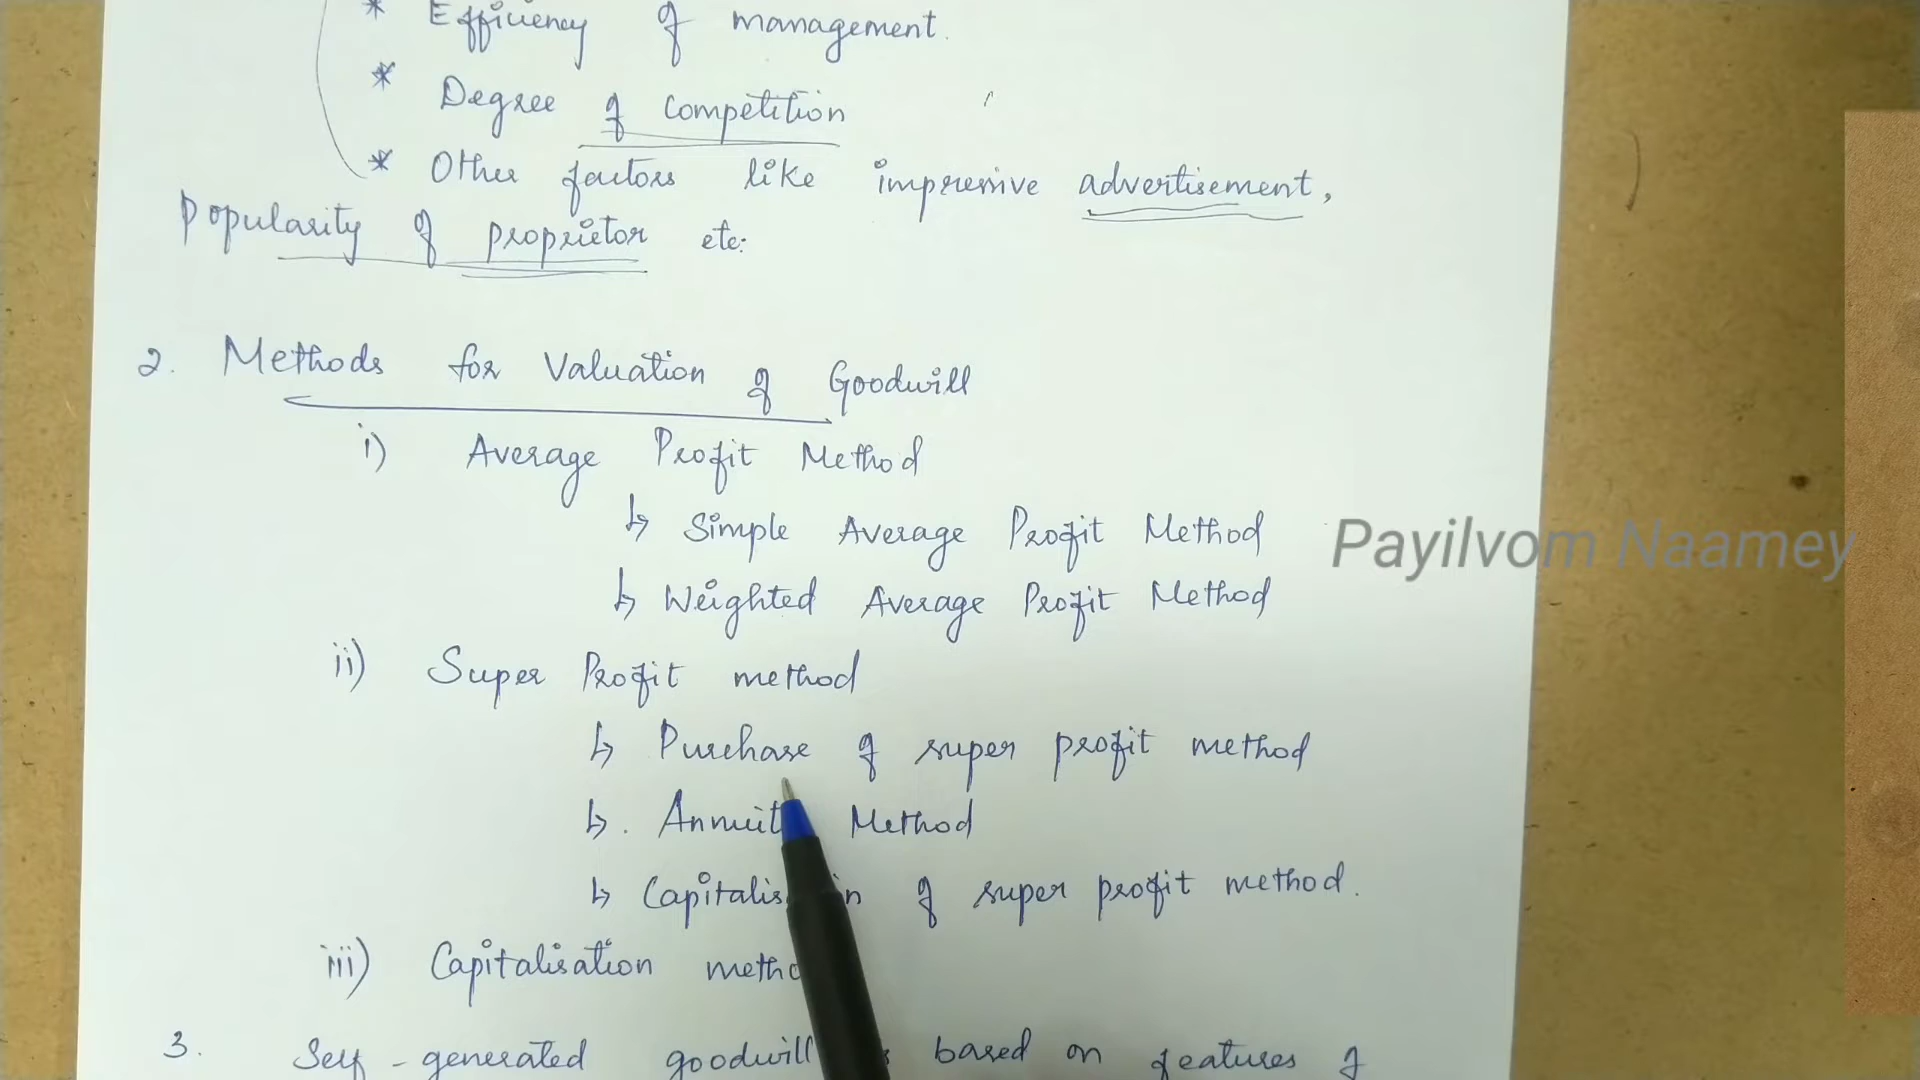 * Efficiency of management.
* Degree of competition
* Other factors like impressive advertisement,
Popularity of proprietor etc:
2. Methods for Valuation of Goodwill
i) Average Profit Method
↳ Simple Average Profit Method
↳ Weighted Average Profit Method
Payilvom Naamey
ii) Super Profit method
↳ Purchase of super profit method
↳. Annuit Method
↳ Capitalis n of super profit method.
iii) Capitalisation metho
3. Self-generated goodwill based on features of